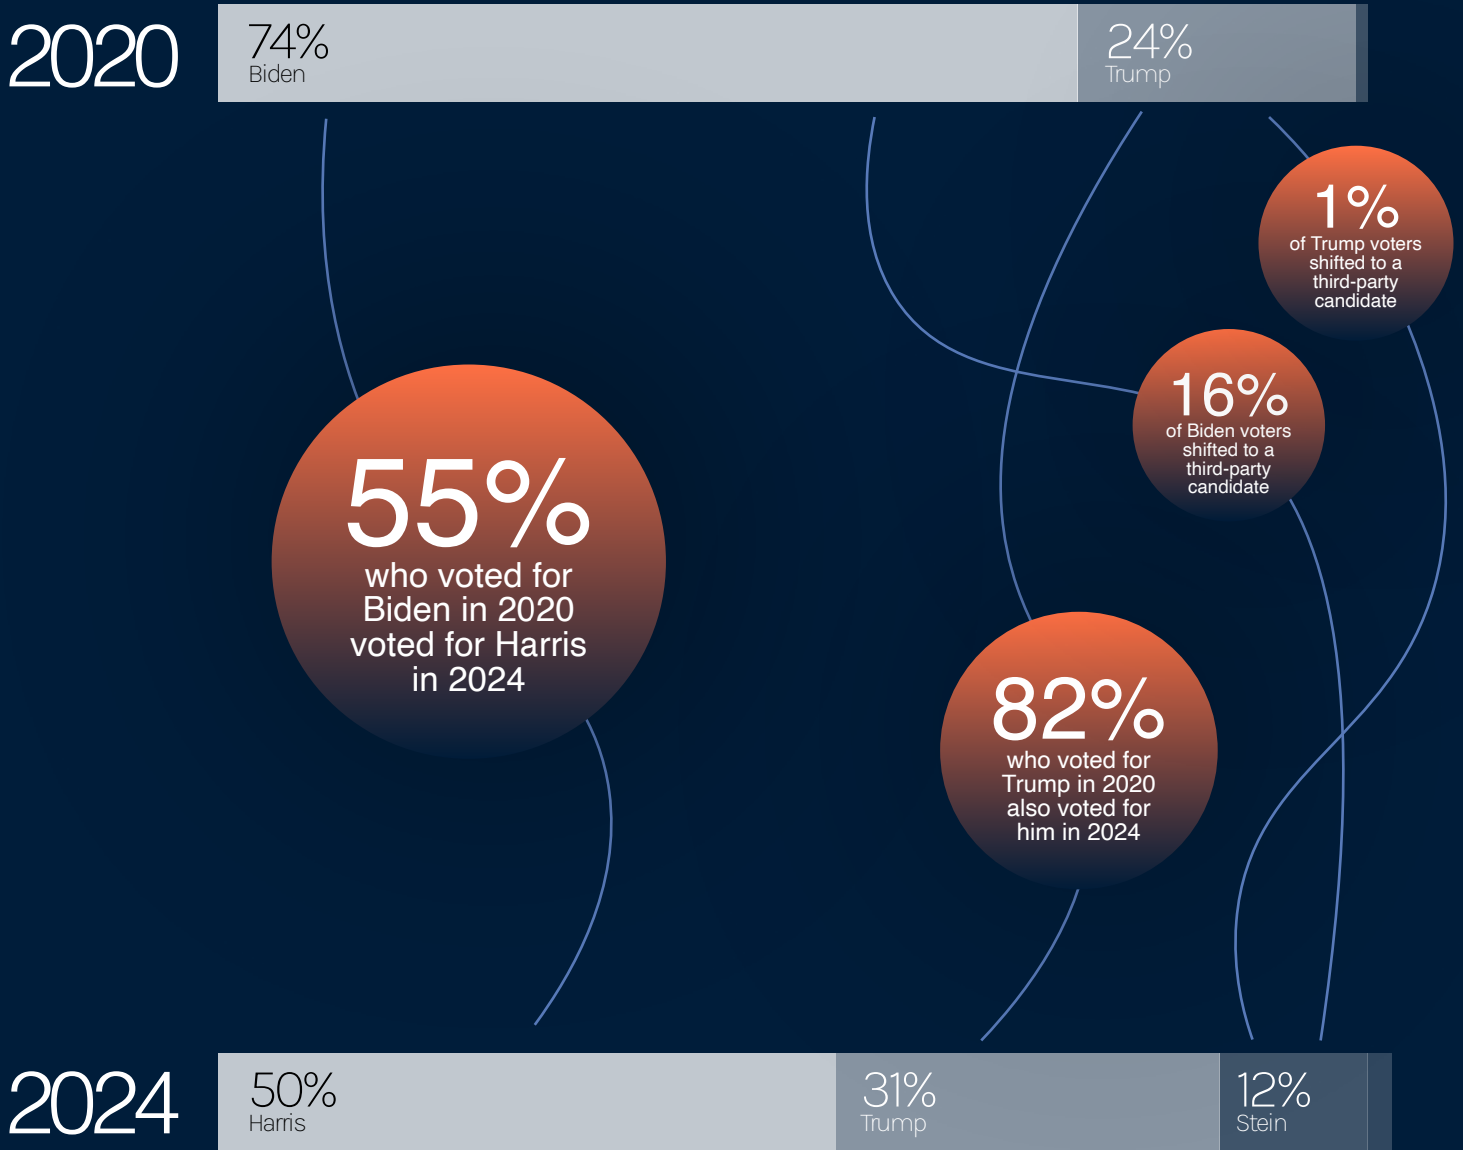 2020
74%
Biden
24%
Trump
1%
of Trump voters
shifted to a
third-party
candidate
16%
of Biden voters
shifted to a
third-party
candidate
55%
who voted for
Biden in 2020
voted for Harris
in 2024
82%
who voted for
Trump in 2020
also voted for
him in 2024
2024
50%
Harris
31%
Trump
12%
Stein